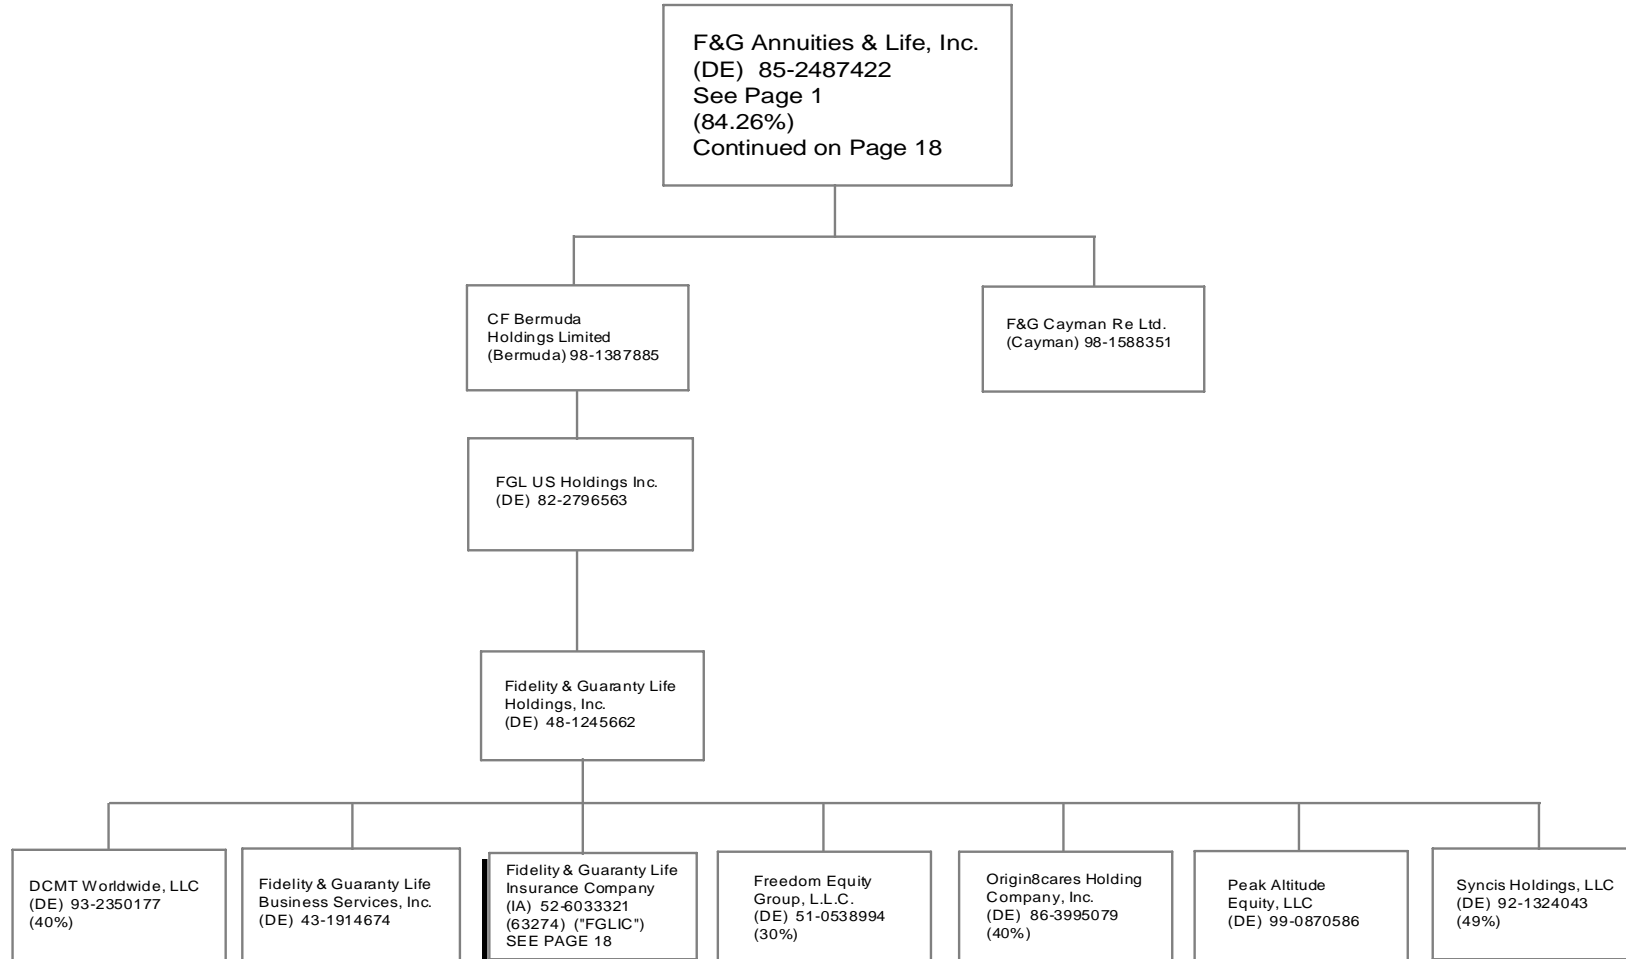 F&G Annuities & Life, Inc.
(DE) 85-2487422
See Page 1
(84.26%)
Continued on Page 18
CF Bermuda
Holdings Limited
(Bermuda) 98-1387885
F&G Cayman Re Ltd.
(Cayman) 98-1588351
FGL US Holdings Inc.
(DE) 82-2796563
Fidelity & Guaranty Life
Holdings, Inc.
(DE) 48-1245662
DCMT Worldwide, LLC
(DE) 93-2350177
(40%)
Fidelity & Guaranty Life
Business Services, Inc.
(DE) 43-1914674
Fidelity & Guaranty Life
Insurance Company
(IA) 52-6033321
(63274) ("FGLIC")
SEE PAGE 18
Freedom Equity
Group, L.L.C.
(DE) 51-0538994
(30%)
Origin8cares Holding
Company, Inc.
(DE) 86-3995079
(40%)
Peak Altitude
Equity, LLC
(DE) 99-0870586
Syncis Holdings, LLC
(DE) 92-1324043
(49%)